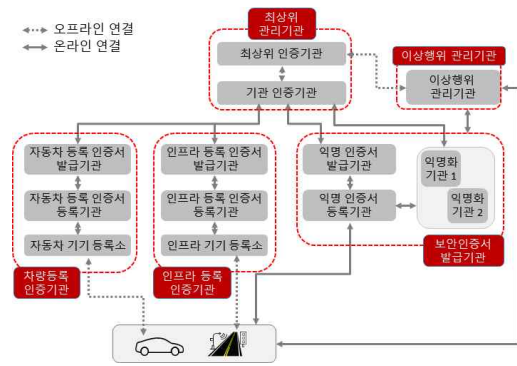 오프라인 연결
온라인 연결
최상위
관리기관
최상위 인증기관
기관 인증기관
이상행위 관리기관
이상행위
관리기관
자동차 등록 인증서
발급기관
자동차 등록 인증서
등록기관
자동차 기기 등록소
차량등록
인증기관
인프라 등록 인증서
발급기관
인프라 등록 인증서
등록기관
인프라 기기 등록소
인프라 등록
인증기관
익명 인증서
발급기관
익명 인증서
등록기관
익명화
기관 1
익명화
기관 2
보안인증서
발급기관